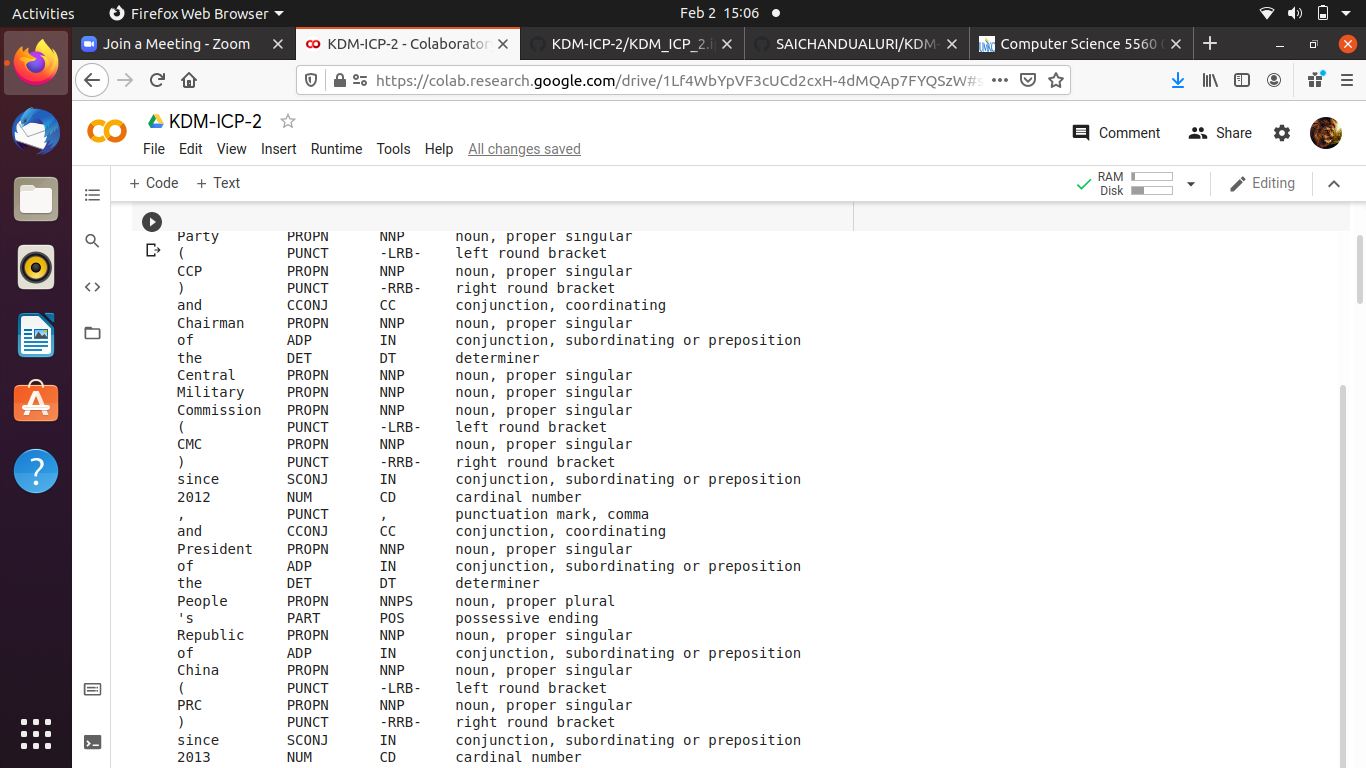 Activities Firefox Web Browser Feb 2 15:06
Join a Meeting - Zoom KDM-ICP-2 - Colaboratory KDM-ICP-2/KDM_ICP_2.i SAICHANDUALURI/KDM- Computer Science 5560
https://colab.research.google.com/drive/1Lf4WbYpVF3cUCd2cxH-4dMQAp7FYQSzW#s
KDM-ICP-2
Comment Share
File Edit View Insert Runtime Tools Help All changes saved
+ Code + Text RAM Disk Editing
Party PROPN NNP noun, proper singular
( PUNCT -LRB- left round bracket
CCP PROPN NNP noun, proper singular
) PUNCT -RRB- right round bracket
and CCONJ CC conjunction, coordinating
Chairman PROPN NNP noun, proper singular
of ADP IN conjunction, subordinating or preposition
the DET DT determiner
Central PROPN NNP noun, proper singular
Military PROPN NNP noun, proper singular
Commission PROPN NNP noun, proper singular
( PUNCT -LRB- left round bracket
CMC PROPN NNP noun, proper singular
) PUNCT -RRB- right round bracket
since SCONJ IN conjunction, subordinating or preposition
2012 NUM CD cardinal number
, PUNCT , punctuation mark, comma
and CCONJ CC conjunction, coordinating
President PROPN NNP noun, proper singular
of ADP IN conjunction, subordinating or preposition
the DET DT determiner
People PROPN NNPS noun, proper plural
's PART POS possessive ending
Republic PROPN NNP noun, proper singular
of ADP IN conjunction, subordinating or preposition
China PROPN NNP noun, proper singular
( PUNCT -LRB- left round bracket
PRC PROPN NNP noun, proper singular
) PUNCT -RRB- right round bracket
since SCONJ IN conjunction, subordinating or preposition
2013 NUM CD cardinal number